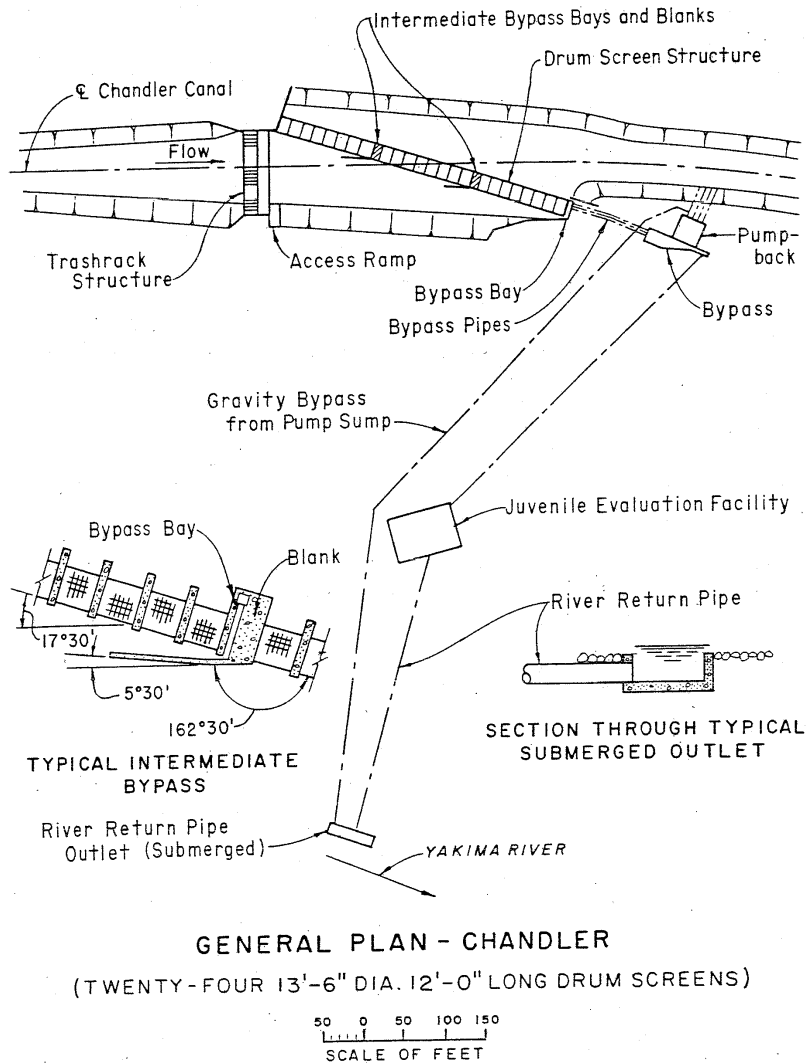 Intermediate Bypass Bays and Blanks
Drum Screen Structure
℄ Chandler Canal
Flow
Trashrack
Structure
Access Ramp
Pump-
back
Bypass Bay
Bypass
Bypass Pipes
Gravity Bypass
from Pump Sump
Juvenile Evaluation Facility
Bypass Bay
Blank
River Return Pipe
17°30'
5°30'
162°30'
TYPICAL INTERMEDIATE
BYPASS
SECTION THROUGH TYPICAL
SUBMERGED OUTLET
River Return Pipe
Outlet (Submerged)
YAKIMA RIVER
GENERAL PLAN - CHANDLER
(TWENTY-FOUR 13'-6" DIA. 12'-0" LONG DRUM SCREENS)
50 0 50 100 150
SCALE OF FEET